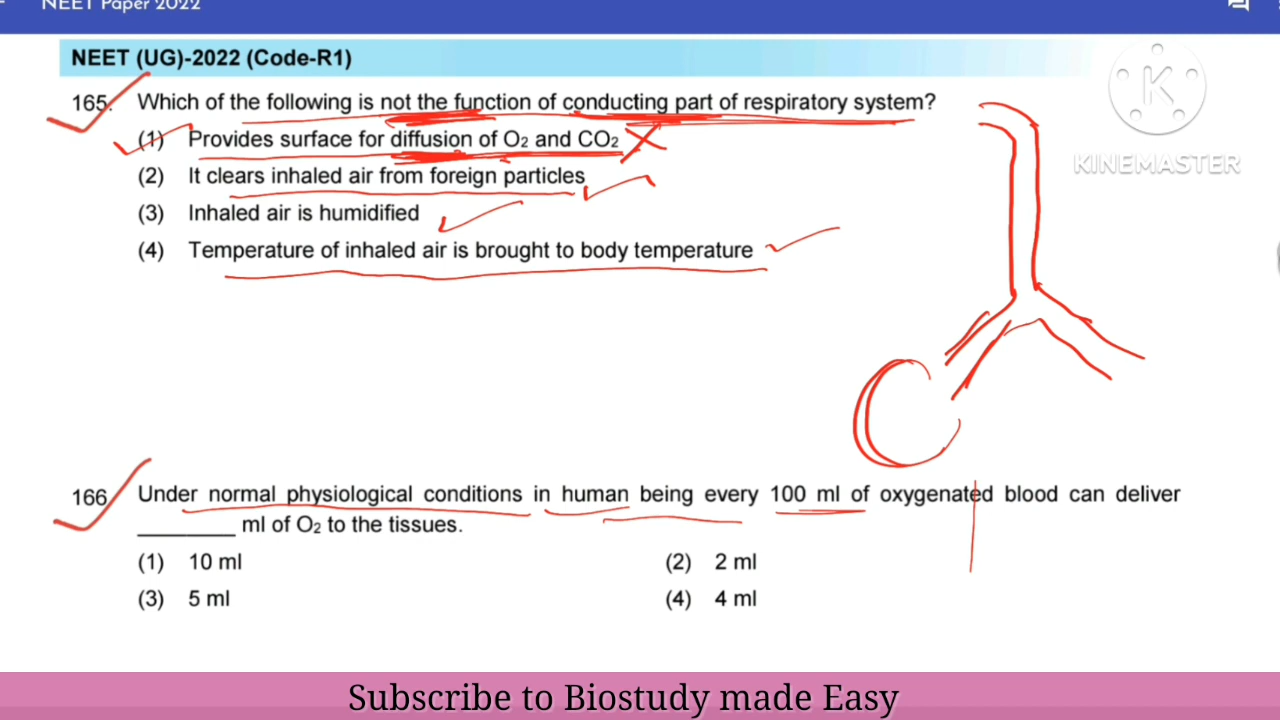 NEET Paper 2022
NEET (UG)-2022 (Code-R1)
165. Which of the following is not the function of conducting part of respiratory system?
(1) Provides surface for diffusion of O₂ and CO₂
(2) It clears inhaled air from foreign particles
(3) Inhaled air is humidified
(4) Temperature of inhaled air is brought to body temperature
K
KINEMASTER
166 Under normal physiological conditions in human being every 100 ml of oxygenated blood can deliver
________ ml of O₂ to the tissues.
(1) 10 ml (2) 2 ml
(3) 5 ml (4) 4 ml
Subscribe to Biostudy made Easy